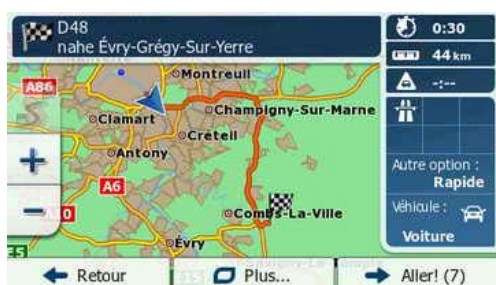 D48
nahe Évry-Grégy-Sur-Yerre
0:30
44 km
-:--
Montreuil
A86
Clamart
Champigny-Sur-Marne
Créteil
Antony
A6
Combs-La-Ville
Évry
Autre option :
Rapide
Véhicule :
Voiture
Retour
Plus...
Aller! (7)